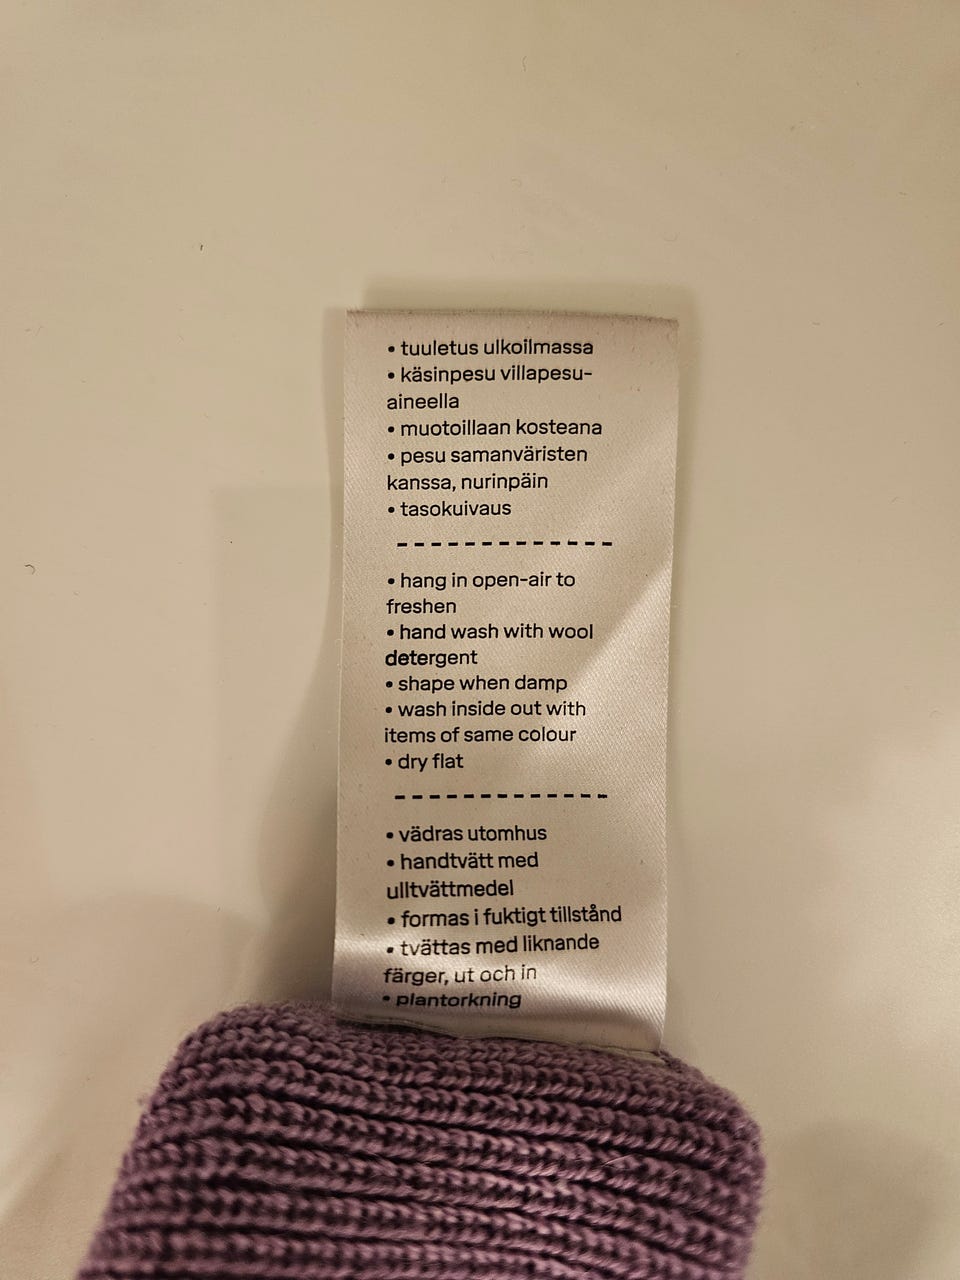 • tuuletus ulkoilmassa
• käsinpesu villapesu-
aineella
• muotoillaan kosteana
• pesu samanväristen
kanssa, nurinpäin
• tasokuivaus
- - - - - - - - - - - - -
• hang in open-air to
freshen
• hand wash with wool
detergent
• shape when damp
• wash inside out with
items of same colour
• dry flat
- - - - - - - - - - - - -
• vädras utomhus
• handtvätt med
ulltvättmedel
• formas i fuktigt tillstånd
• tvättas med liknande
färger, ut och in
• plantorkning